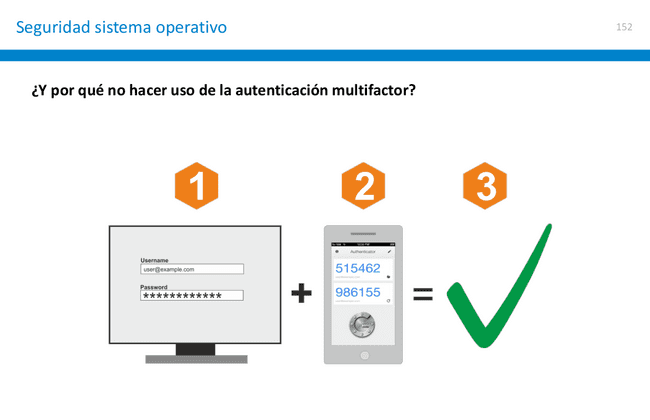 Seguridad sistema operativo
152
¿Y por qué no hacer uso de la autenticación multifactor?
1
2
3
Username
user@example.com
Password
************
Authenticator
515462
986155
+
=